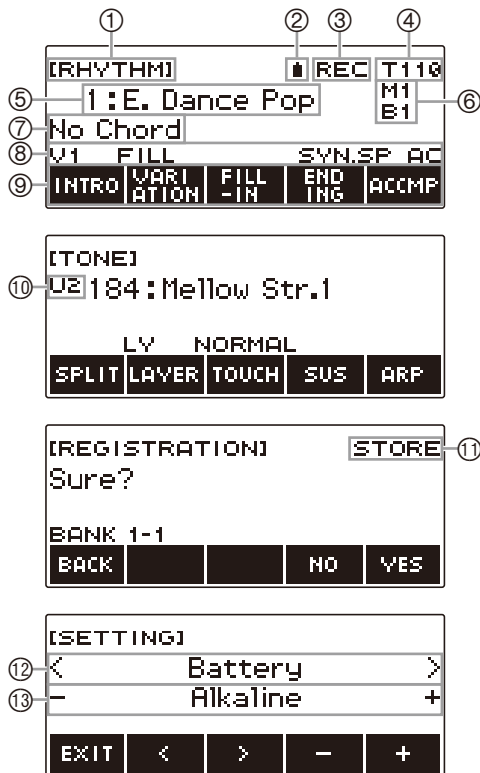 ① ② ③ ④
[RHYTHM] REC T110
⑤ 1:E. Dance Pop M1 ⑥
B1
⑦ No Chord
⑧ V1 FILL SYN.SP AC
⑨ INTRO VARI ATION FILL -IN END ING ACCMP
[TONE]
⑩ U2 184:Mellow Str.1
LY NORMAL
SPLIT LAYER TOUCH SUS ARP
[REGISTRATION] STORE ⑪
Sure?
BANK 1-1
BACK NO YES
[SETTING]
⑫ < Battery >
⑬ - Alkaline +
EXIT < > - +